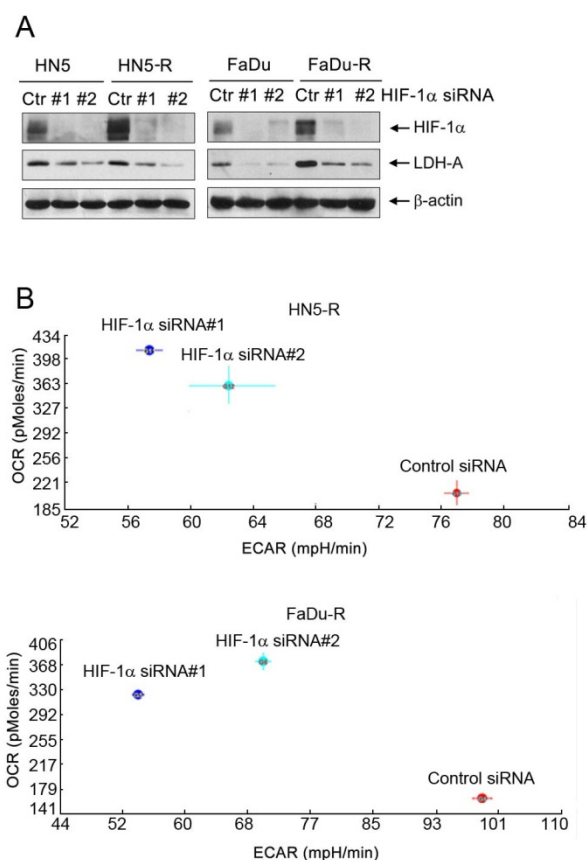 A
HN5 HN5-R FaDu FaDu-R
Ctr #1 #2 Ctr #1 #2 Ctr #1 #2 Ctr #1 #2 HIF-1α siRNA
HIF-1α
LDH-A
β-actin
B
HN5-R
HIF-1α siRNA#1
HIF-1α siRNA#2
Control siRNA
OCR (pMoles/min)
434
398
363
327
292
256
221
185
52 56 60 64 68 72 76 80 84
ECAR (mpH/min)
FaDu-R
HIF-1α siRNA#2
HIF-1α siRNA#1
Control siRNA
OCR (pMoles/min)
406
368
330
292
255
217
179
141
44 52 60 68 77 85 93 101 110
ECAR (mpH/min)